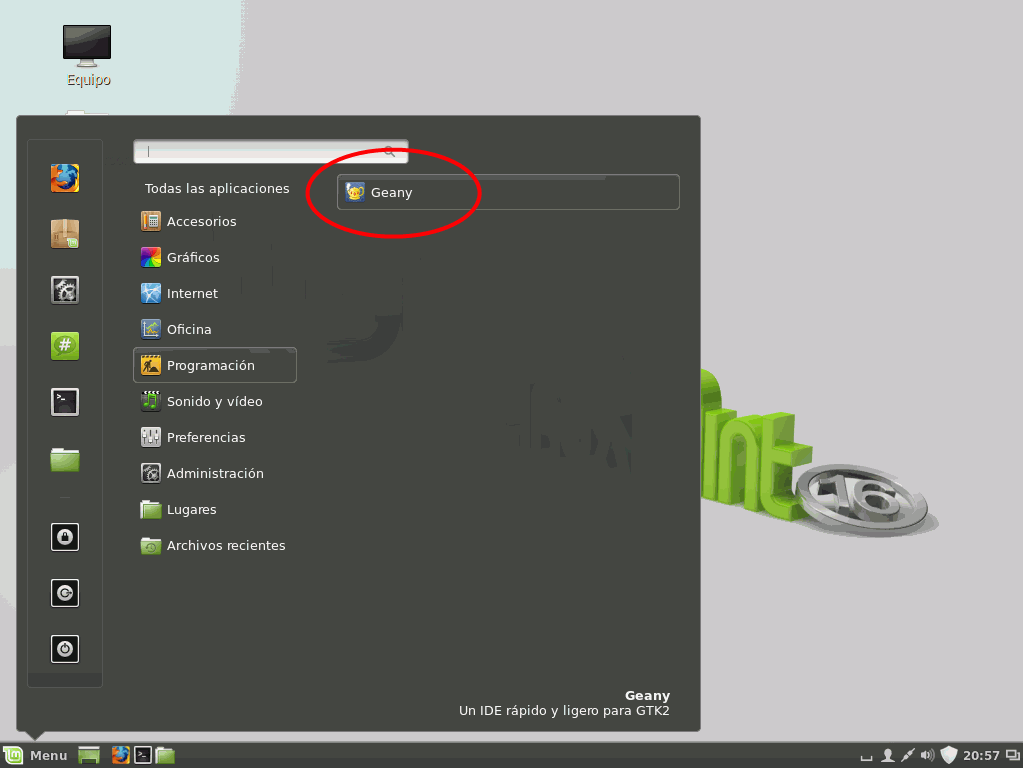 Equipo
Todas las aplicaciones
Geany
Accesorios
Gráficos
Internet
Oficina
Programación
Sonido y vídeo
Preferencias
Administración
Lugares
Archivos recientes
16
Geany
Un IDE rápido y ligero para GTK2
Menu
20:57